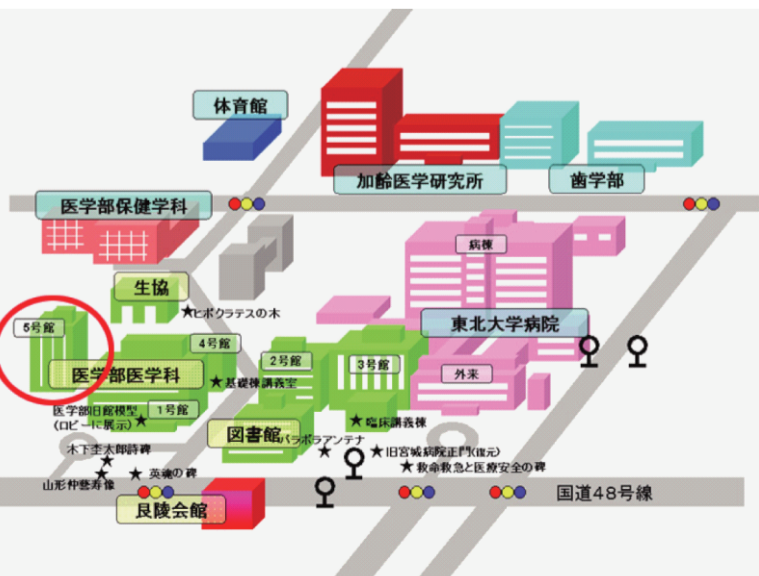 体育館
加齢医学研究所
歯学部
医学部保健学科
病棟
生協
★ヒポクラテスの木
東北大学病院
5号館
4号館
2号館
3号館
外来
医学部医学科
★基礎棟講義室
医学部旧館模型
(ロビーに展示)★
1号館
★臨床講義棟
図書館
パラボラアンテナ
★
木下杢太郎詩碑
★
★旧宮城病院正門(復元)
山形仲藝寿像
★
★ 英魂の碑
★救命救急と医療安全の碑
国道48号線
艮陵会館